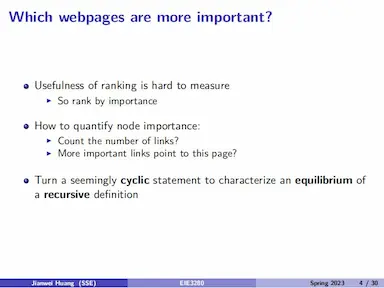 Which webpages are more important?
Usefulness of ranking is hard to measure
So rank by importance
How to quantify node importance:
Count the number of links?
More important links point to this page?
Turn a seemingly cyclic statement to characterize an equilibrium of
a recursive definition
Jianwei Huang (SSE) EIE3280 Spring 2023 4 / 30